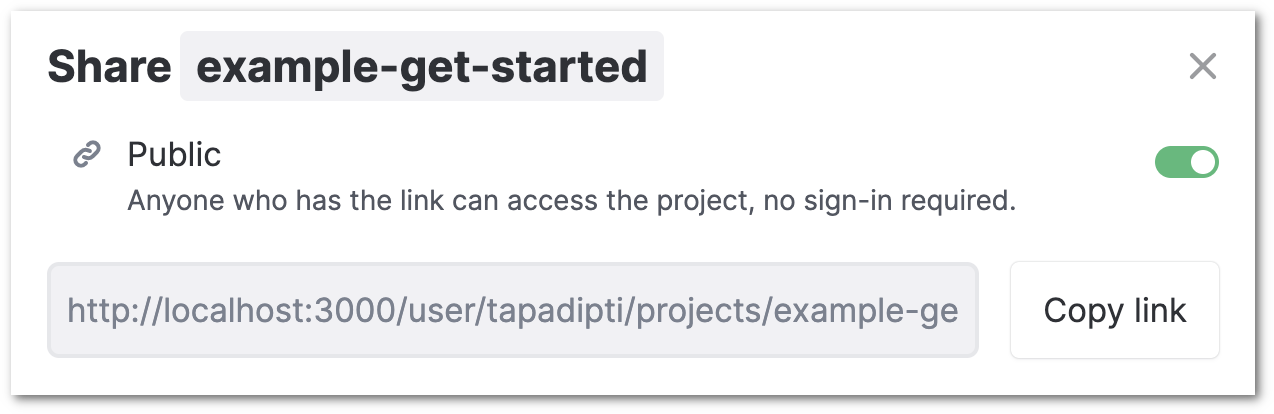 Share example-get-started
Public
Anyone who has the link can access the project, no sign-in required.
http://localhost:3000/user/tapadipti/projects/example-ge
Copy link